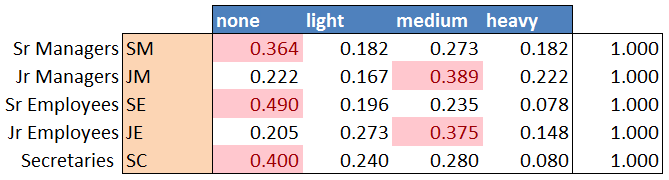 none light medium heavy
Sr Managers SM 0.364 0.182 0.273 0.182 1.000
Jr Managers JM 0.222 0.167 0.389 0.222 1.000
Sr Employees SE 0.490 0.196 0.235 0.078 1.000
Jr Employees JE 0.205 0.273 0.375 0.148 1.000
Secretaries SC 0.400 0.240 0.280 0.080 1.000